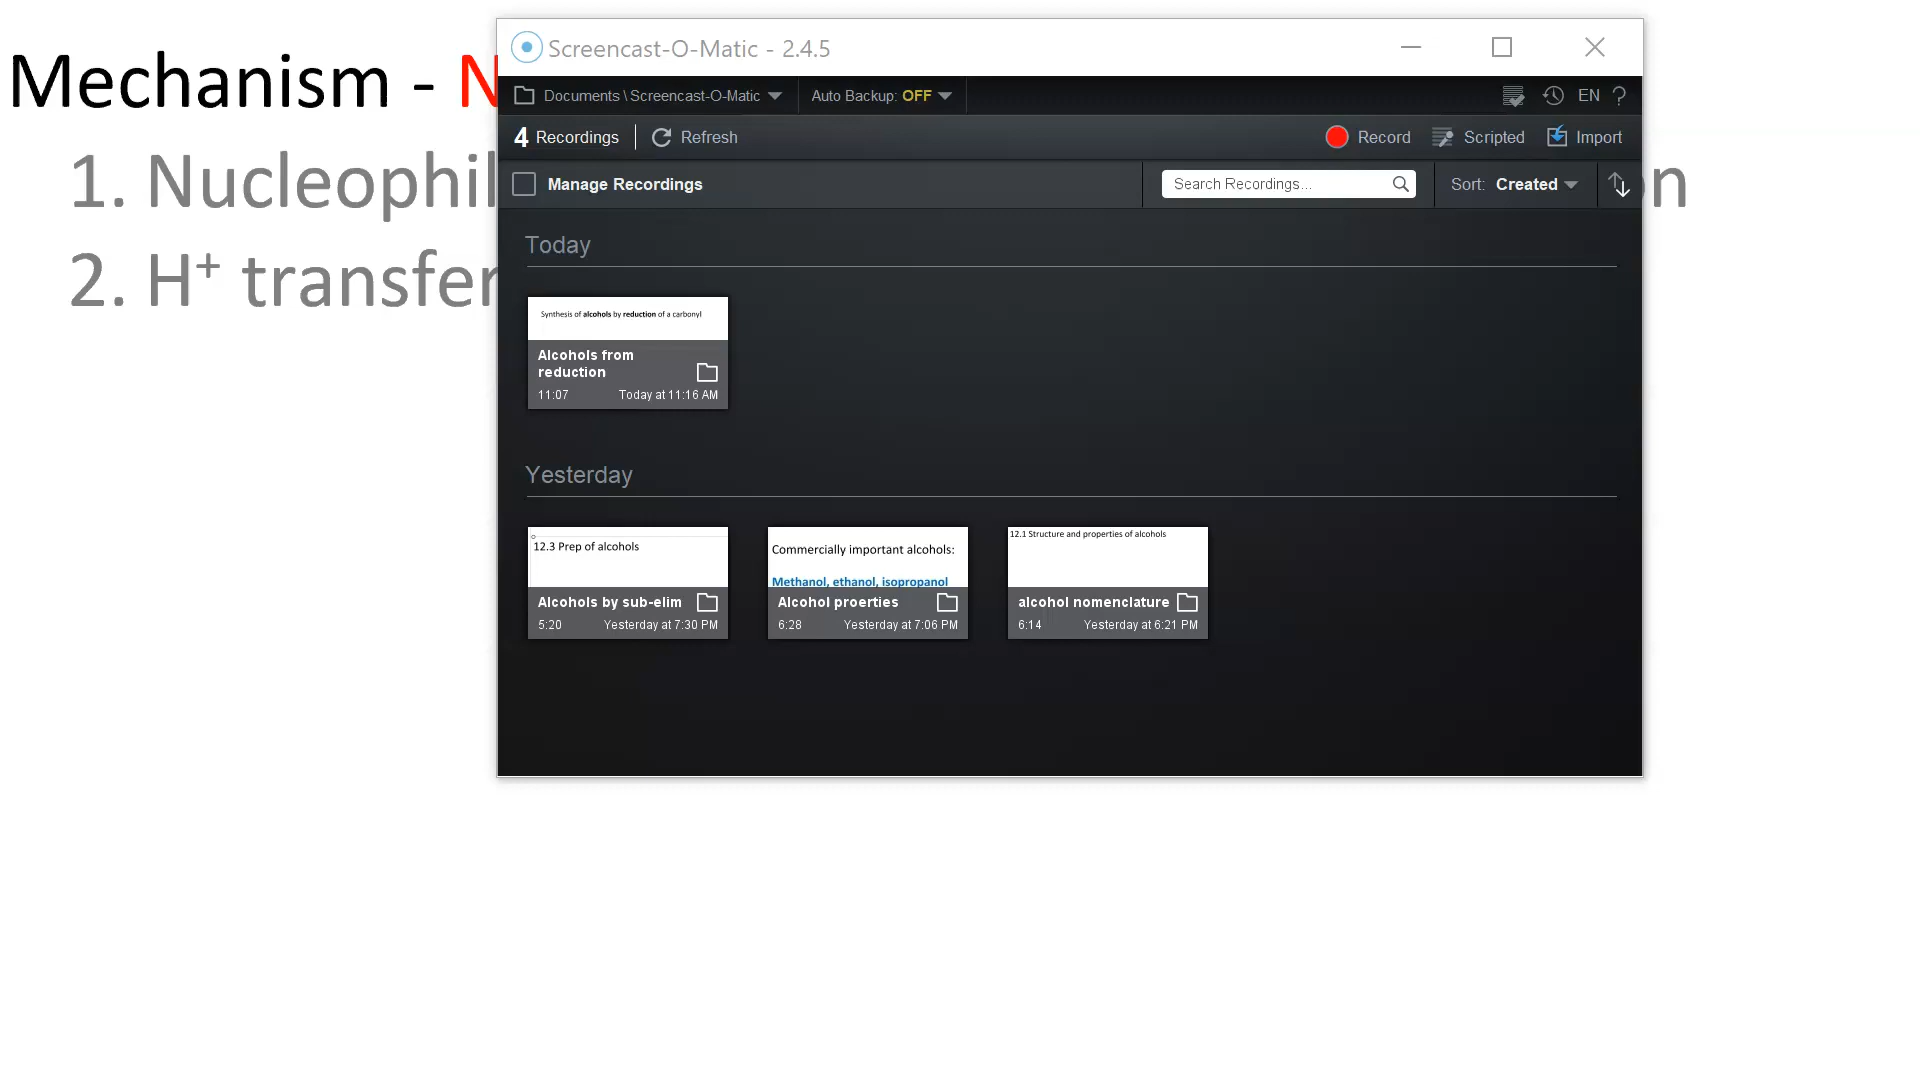 Mechanism - N
1. Nucleophil
n
2. H⁺ transfer
Screencast-O-Matic - 2.4.5
Documents \ Screencast-O-Matic
Auto Backup: OFF
EN ?
4 Recordings
Refresh
Record
Scripted
Import
Manage Recordings
Search Recordings...
Sort: Created
Today
Synthesis of alcohols by reduction of a carbonyl
Alcohols from
reduction
11:07 Today at 11:16 AM
Yesterday
12.3 Prep of alcohols
Alcohols by sub-elim
5:20 Yesterday at 7:30 PM
Commercially important alcohols:
Methanol, ethanol, isopropanol
Alcohol proerties
6:28 Yesterday at 7:06 PM
12.1 Structure and properties of alcohols
alcohol nomenclature
6:14 Yesterday at 6:21 PM